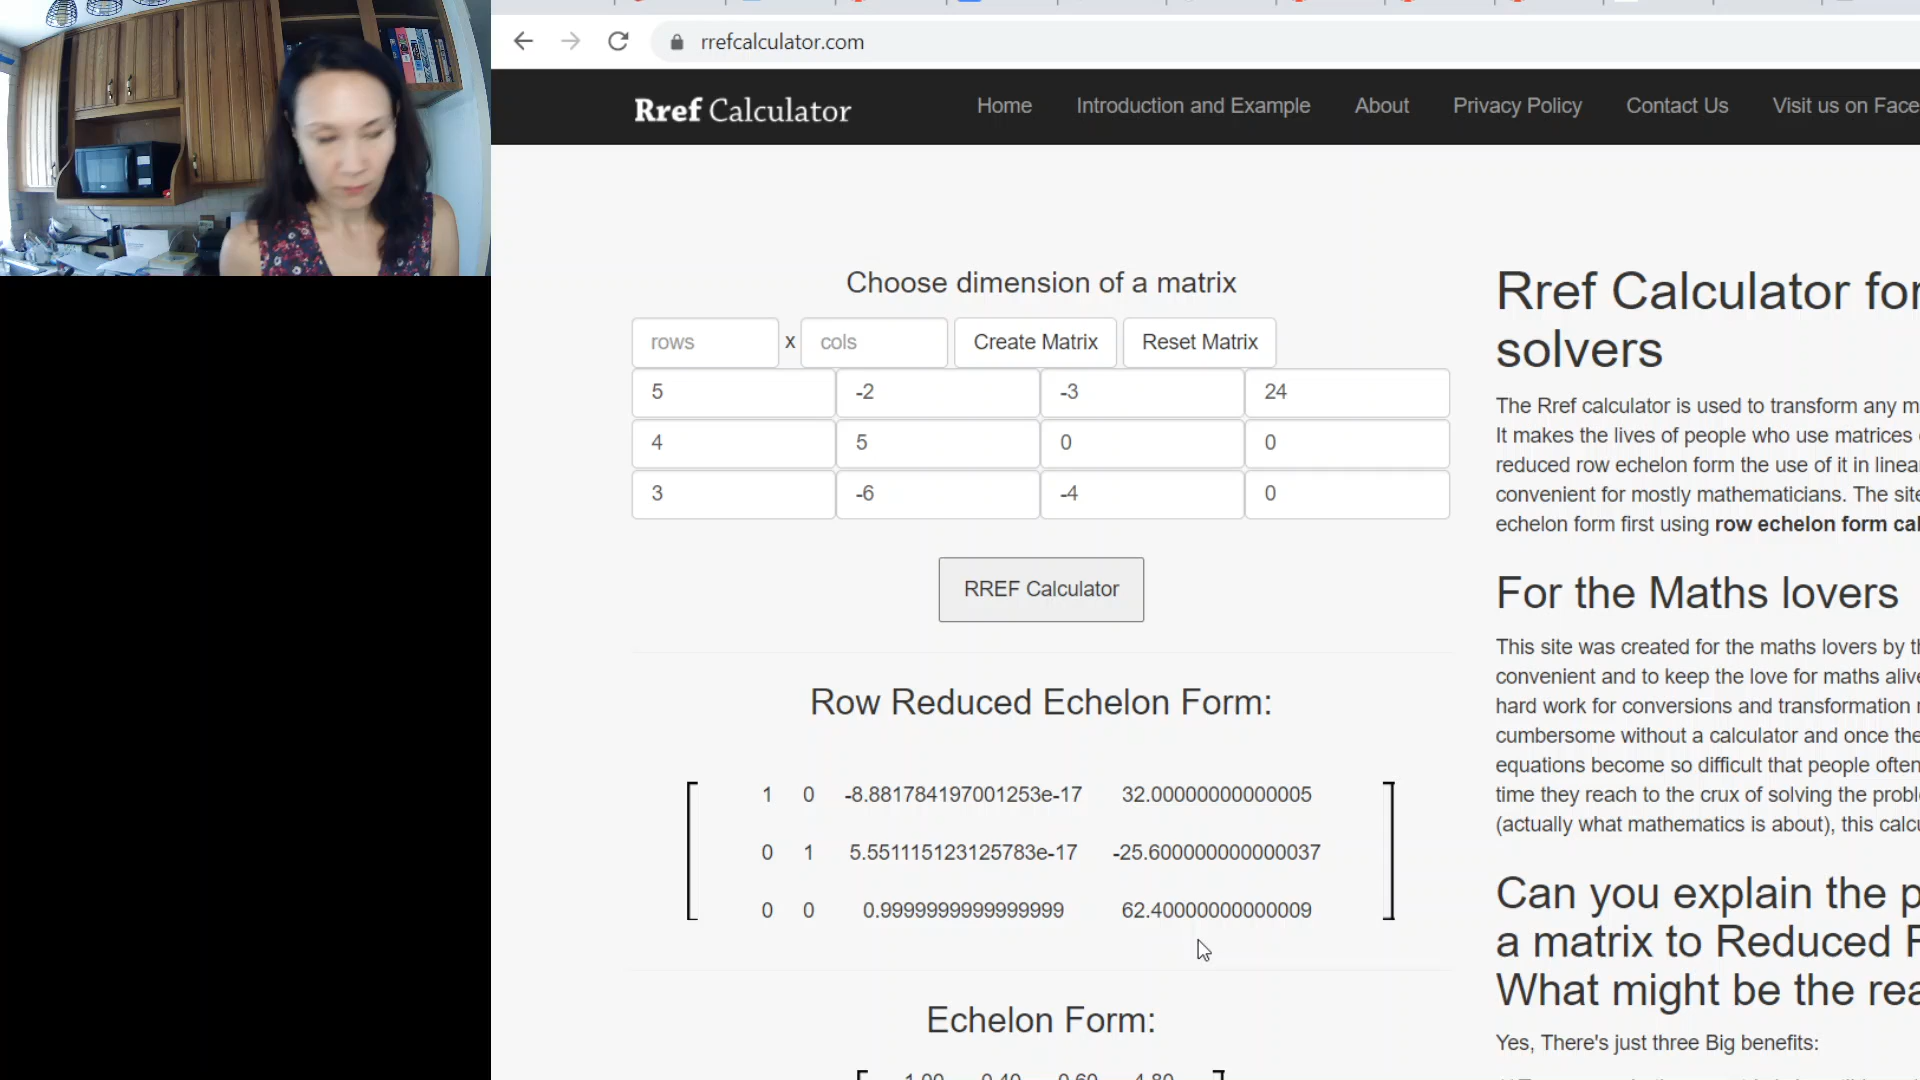 rrefcalculator.com
Rref Calculator Home Introduction and Example About Privacy Policy Contact Us Visit us on Face
Choose dimension of a matrix
rows x cols Create Matrix Reset Matrix
5 -2 -3 24
4 5 0 0
3 -6 -4 0
RREF Calculator
Row Reduced Echelon Form:
1 0 -8.881784197001253e-17 32.00000000000005
0 1 5.551115123125783e-17 -25.600000000000037
0 0 0.9999999999999999 62.40000000000009
Echelon Form:
Rref Calculator for
solvers
The Rref calculator is used to transform any m
It makes the lives of people who use matrices
reduced row echelon form the use of it in linea
convenient for mostly mathematicians. The site
echelon form first using row echelon form cal
For the Maths lovers
This site was created for the maths lovers by th
convenient and to keep the love for maths alive
hard work for conversions and transformation
cumbersome without a calculator and once the
equations become so difficult that people often
time they reach to the crux of solving the proble
(actually what mathematics is about), this calcu
Can you explain the p
a matrix to Reduced
What might be the rea
Yes, There's just three Big benefits: